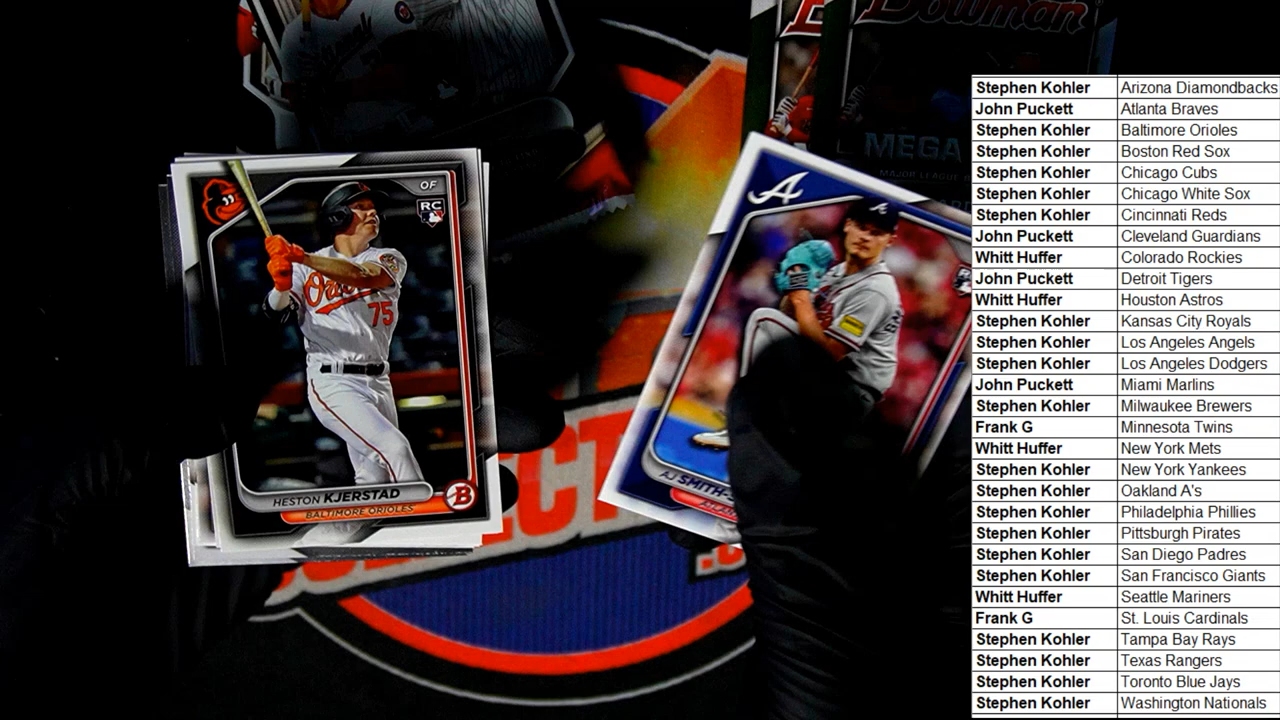 Bowman
MEGA
MAJOR LEAGUE
OF
RC
Orio
75
HESTON KJERSTAD
BALTIMORE ORIOLES
B
A
A
AJ SMITH-
ECT
.C
Stephen Kohler Arizona Diamondbacks
John Puckett Atlanta Braves
Stephen Kohler Baltimore Orioles
Stephen Kohler Boston Red Sox
Stephen Kohler Chicago Cubs
Stephen Kohler Chicago White Sox
Stephen Kohler Cincinnati Reds
John Puckett Cleveland Guardians
Whitt Huffer Colorado Rockies
John Puckett Detroit Tigers
Whitt Huffer Houston Astros
Stephen Kohler Kansas City Royals
Stephen Kohler Los Angeles Angels
Stephen Kohler Los Angeles Dodgers
John Puckett Miami Marlins
Stephen Kohler Milwaukee Brewers
Frank G Minnesota Twins
Whitt Huffer New York Mets
Stephen Kohler New York Yankees
Stephen Kohler Oakland A's
Stephen Kohler Philadelphia Phillies
Stephen Kohler Pittsburgh Pirates
Stephen Kohler San Diego Padres
Stephen Kohler San Francisco Giants
Whitt Huffer Seattle Mariners
Frank G St. Louis Cardinals
Stephen Kohler Tampa Bay Rays
Stephen Kohler Texas Rangers
Stephen Kohler Toronto Blue Jays
Stephen Kohler Washington Nationals